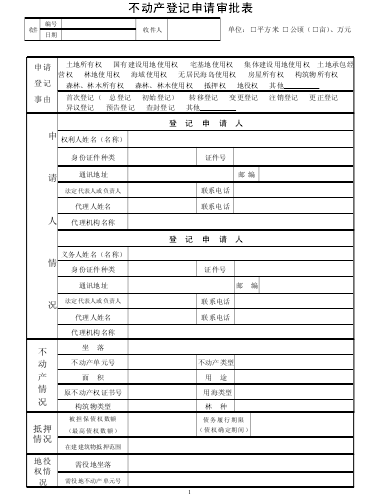 不动产登记申请审批表
收件 编号 收件人 单位：□平方米 □公顷（□亩）、万元
日期
申请登记事由 土地所有权 国有建设用地使用权 宅基地使用权 集体建设用地使用权 土地承包经
营权 林地使用权 海域使用权 无居民海岛使用权 房屋所有权 构筑物所有权
森林、林木所有权 森林、林木使用权 抵押权 地役权 其他
首次登记（ 总登记 初始登记） 转移登记 变更登记 注销登记 更正登记
异议登记 预告登记 查封登记 其他
申请人情况
登 记 申 请 人
权利人姓名（名称）
身份证件种类 证件号
通讯地址 邮 编
法定代表人或负责人 联系电话
代理人姓名 联系电话
代理机构名称
登 记 申 请 人
义务人姓名（名称）
身份证件种类 证件号
通讯地址 邮 编
法定代表人或负责人 联系电话
代理人姓名 联系电话
代理机构名称
不动产情况
坐 落
不动产单元号 不动产类型
面 积 用 途
原不动产权证书号 用海类型
构筑物类型 林 种
抵押情况
被担保债权数额 债务履行期限
（最高债权数额） （债权确定期间）
在建建筑物抵押范围
地役权情况
需役地坐落
需役地不动产单元号
1